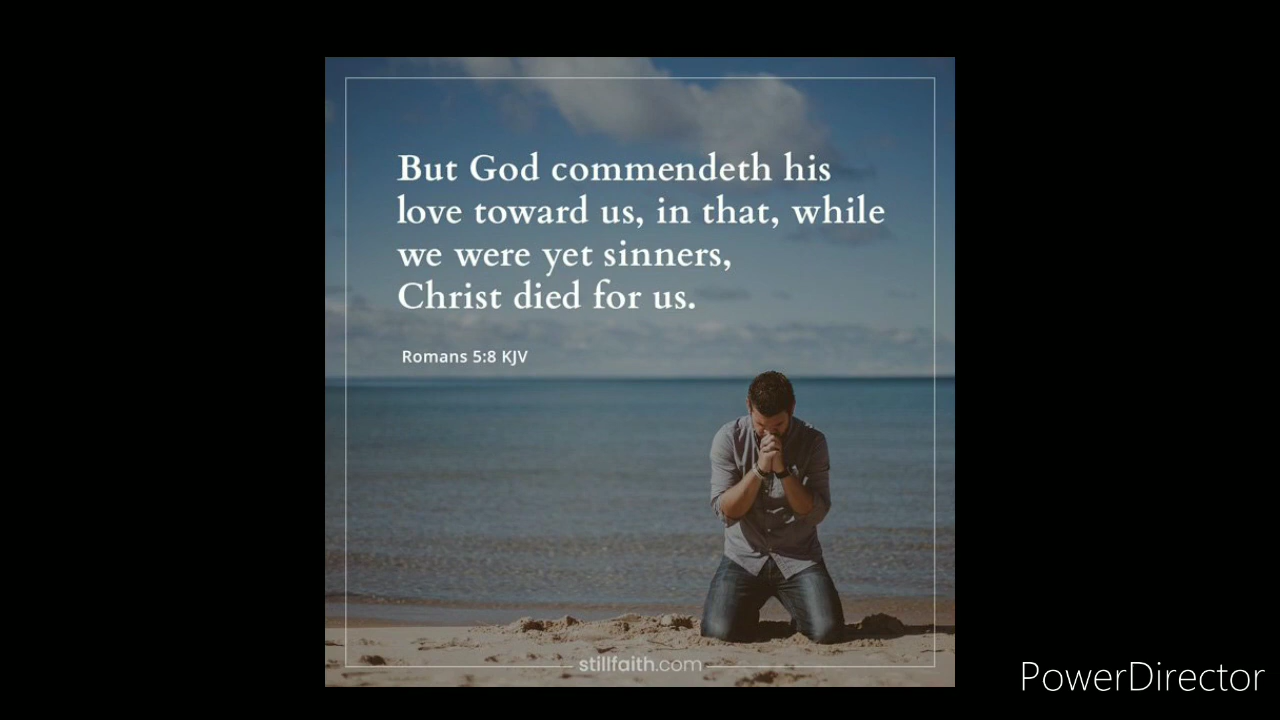 But God commendeth his
love toward us, in that, while
we were yet sinners,
Christ died for us.
Romans 5:8 KJV
stillfaith.com
PowerDirector